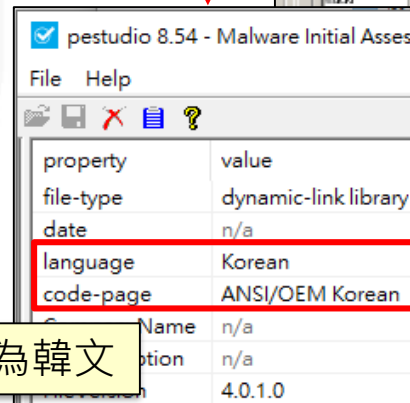 pestudio 8.54 - Malware Initial Asses
File Help
property value
file-type dynamic-link library
date n/a
language Korean
code-page ANSI/OEM Korean
Name n/a
為韓文
ption n/a
4.0.1.0